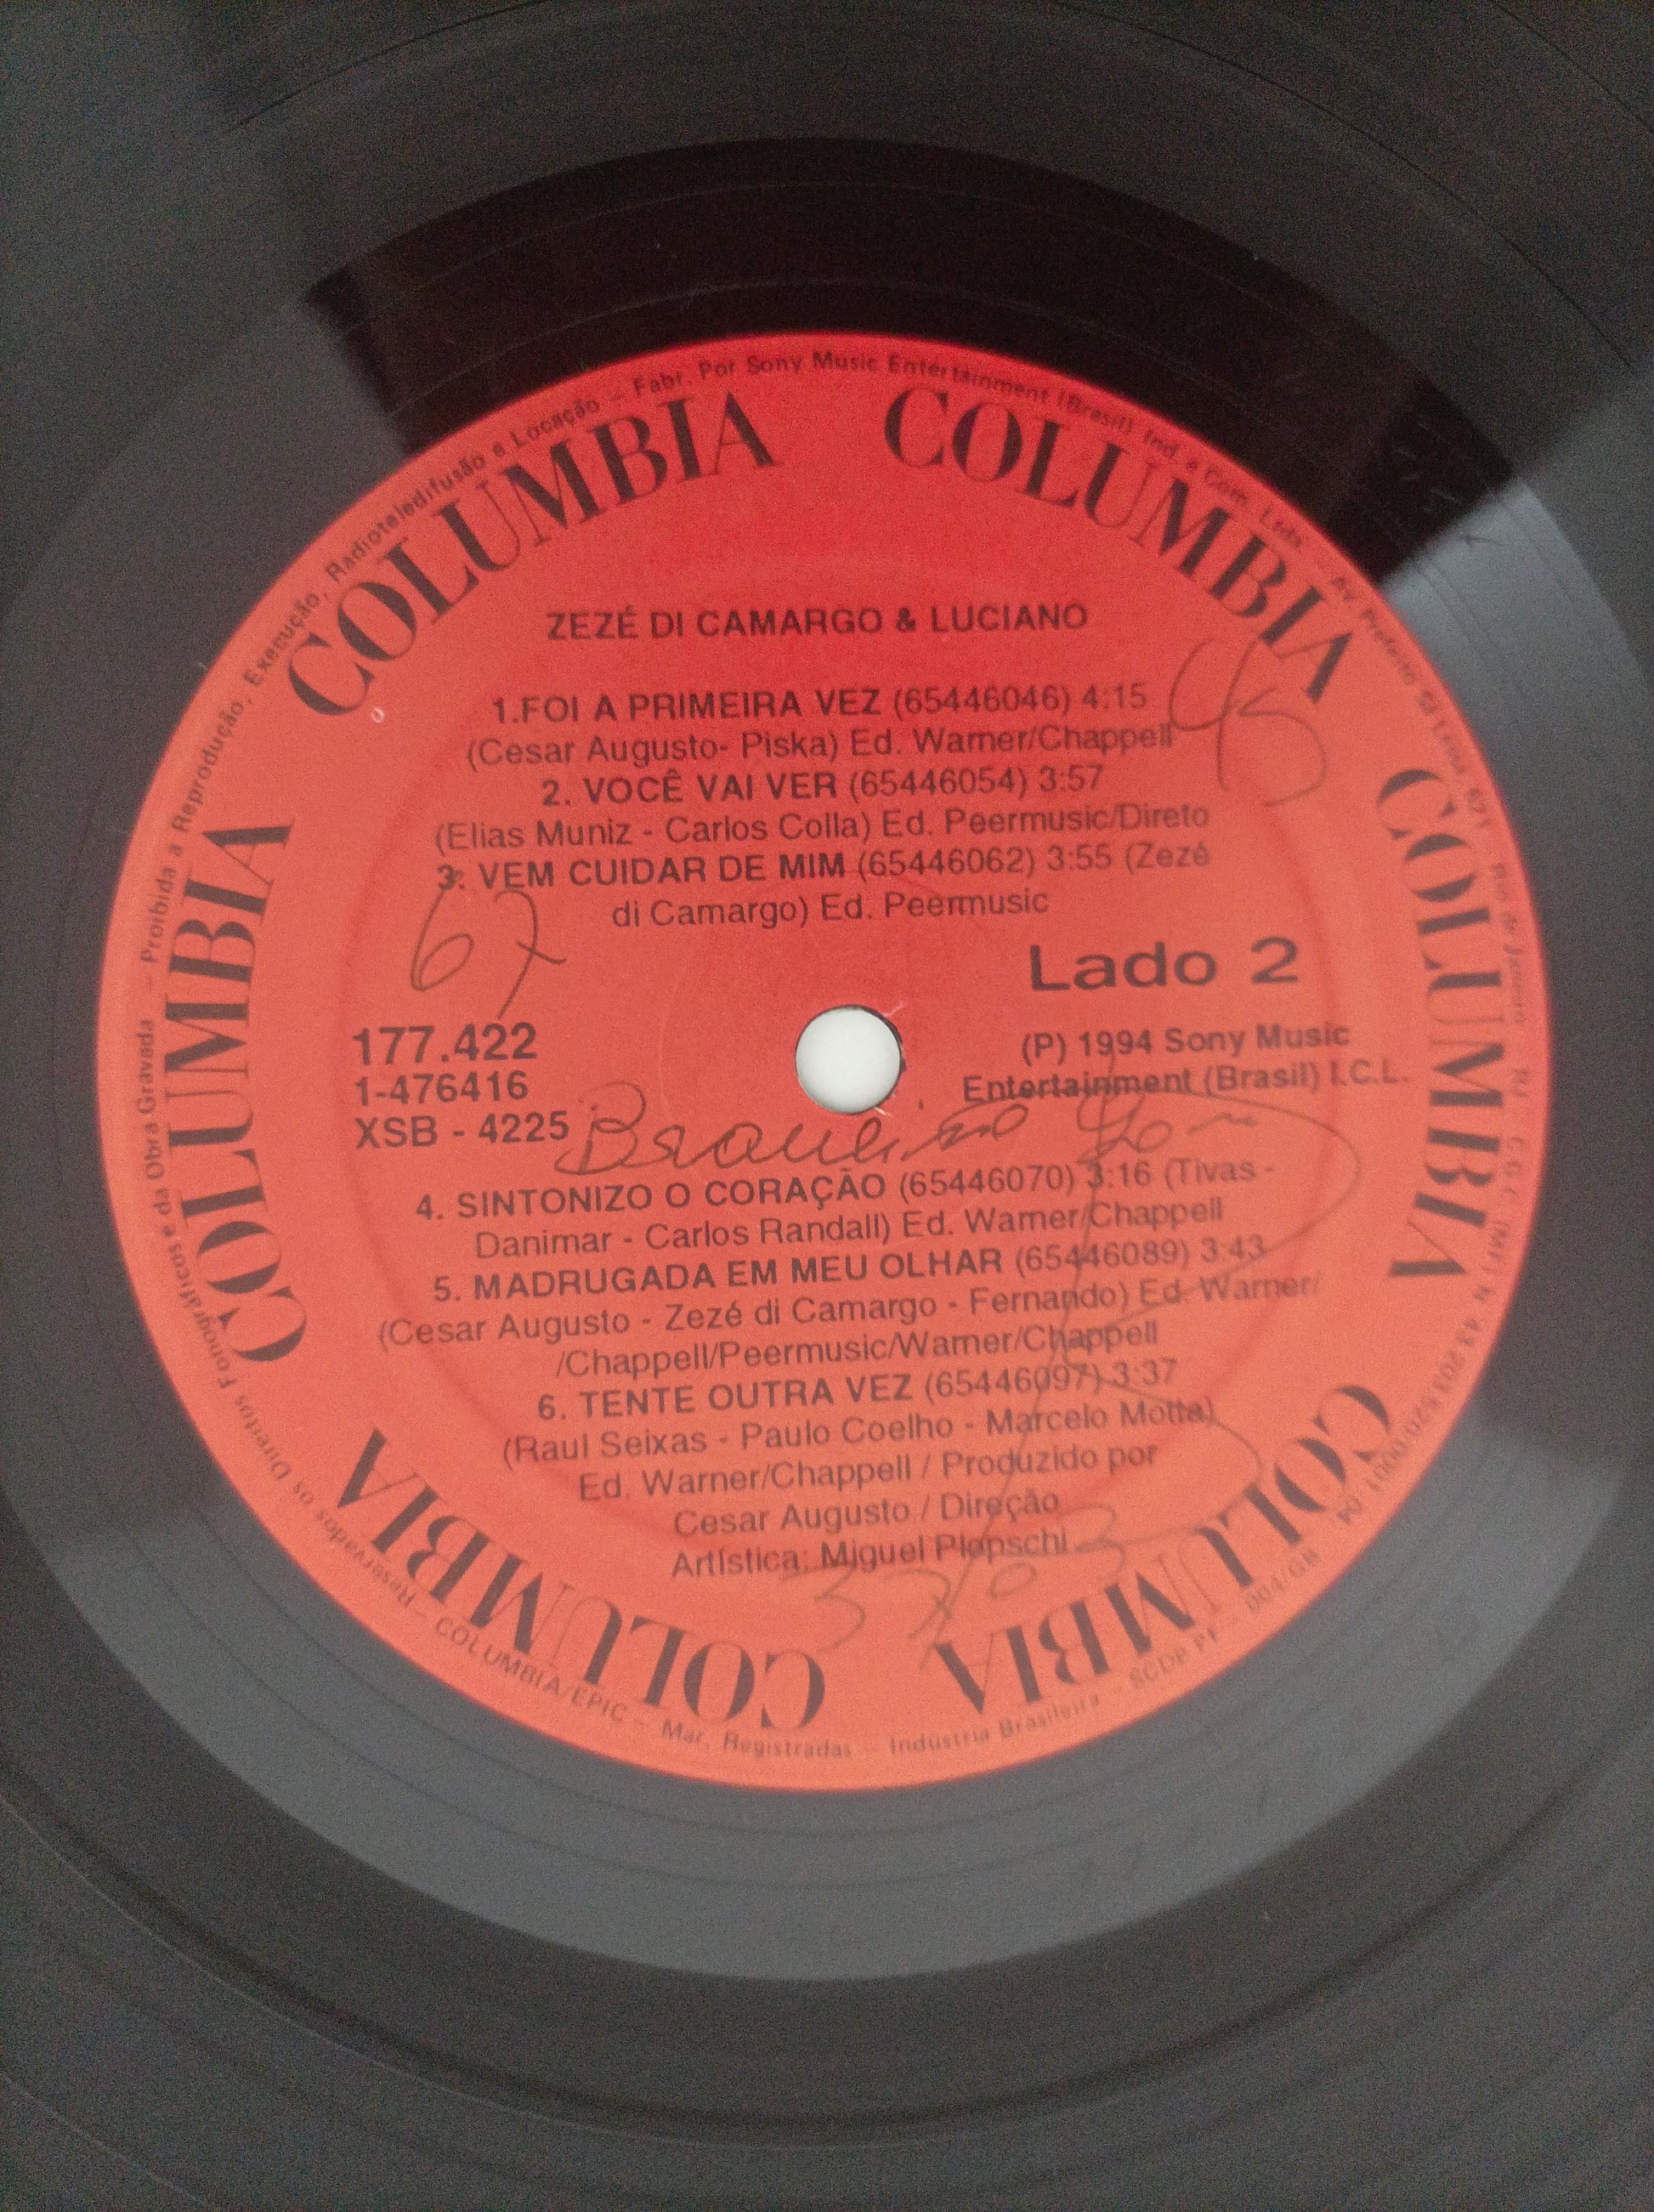 COLUMBIA COLUMBIA COLUMBIA COLUMBIA COLUMBIA COLUMBIA
Reservados os Direitos Fonográficos e da Obra Gravada — Proibida a Reprodução, Execução, Radioteledifusão e Locação — Fabr. Por Sony Music Entertainment (Brasil) Ind. e Com. Ltda.
Rio de Janeiro RJ
COLUMBIA/EPIC — Mar. Registradas — Indústria Brasileira
ZEZÉ DI CAMARGO & LUCIANO
1.FOI A PRIMEIRA VEZ (65446046) 4:15
(Cesar Augusto- Piska) Ed. Warner/Chappell
45
2. VOCÊ VAI VER (65446054) 3:57
(Elias Muniz - Carlos Colla) Ed. Peermusic/Direto
3. VEM CUIDAR DE MIM (65446062) 3:55 (Zezé
di Camargo) Ed. Peermusic
67
Lado 2
177.422
1-476416
XSB - 4225
(P) 1994 Sony Music
Entertainment (Brasil) I.C.L.
4. SINTONIZO O CORAÇÃO (65446070) 3:16 (Tivas -
Danimar - Carlos Randall) Ed. Warner/Chappell
5. MADRUGADA EM MEU OLHAR (65446089) 3:43
(Cesar Augusto - Zezé di Camargo - Fernando) Ed. Warner/
/Chappell/Peermusic/Warner/Chappell
6. TENTE OUTRA VEZ (65446097) 3:37
(Raul Seixas - Paulo Coelho - Marcelo Motta)
Ed. Warner/Chappell / Produzido por
Cesar Augusto / Direção
Artística: Miguel Plopschi